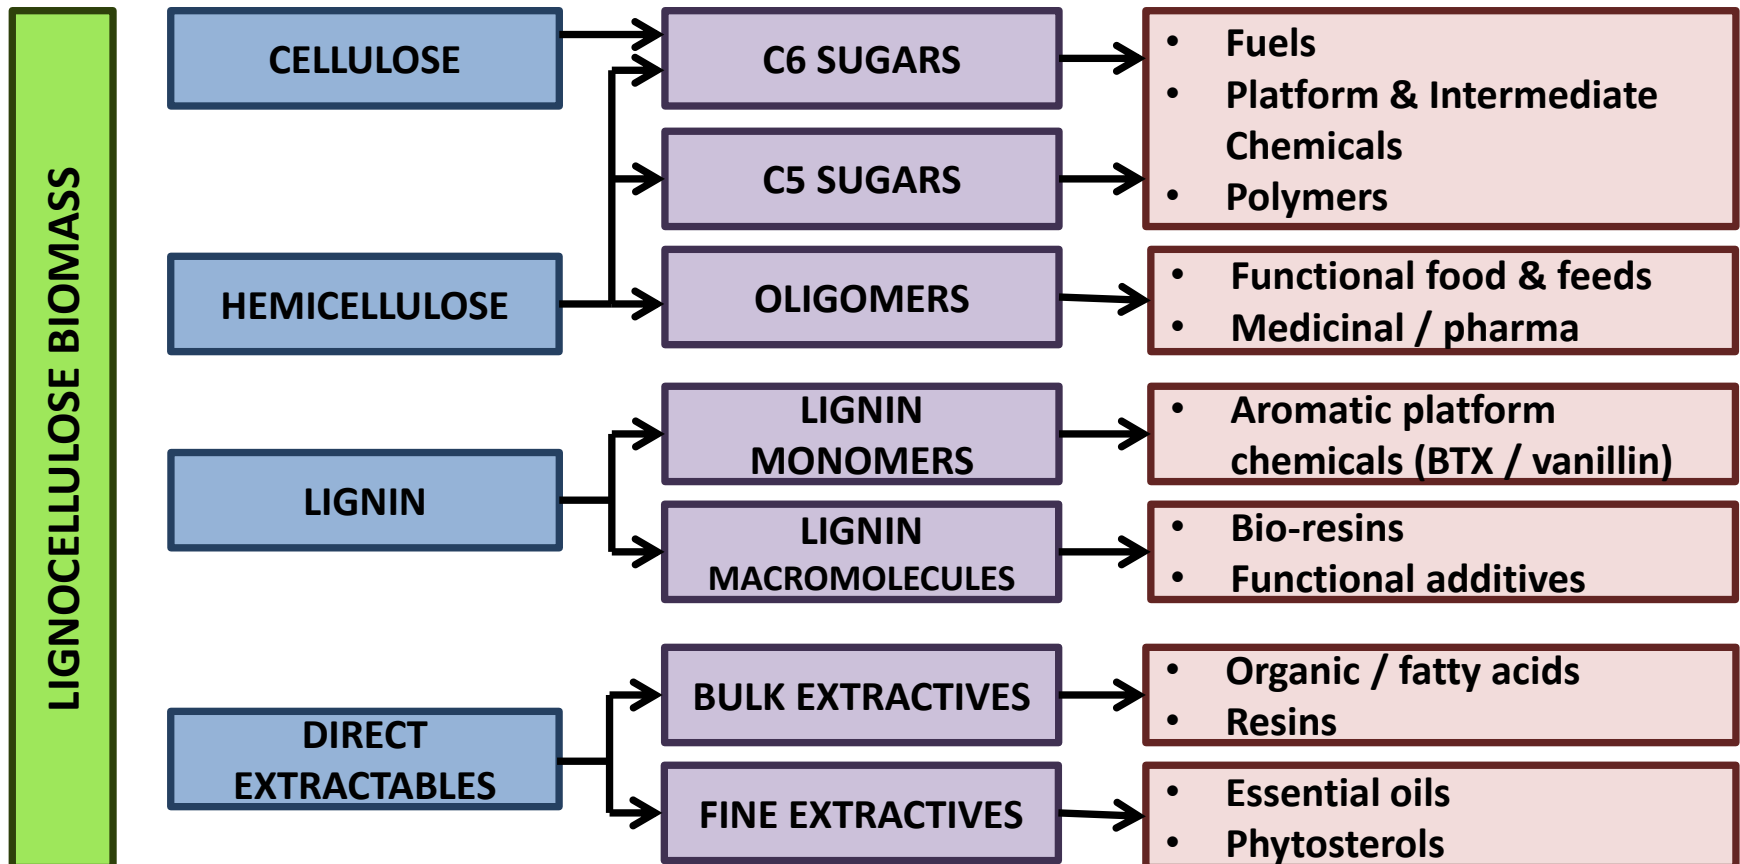 LIGNOCELLULOSE BIOMASS
CELLULOSE
C6 SUGARS
• Fuels
• Platform & Intermediate
Chemicals
• Polymers
C5 SUGARS
HEMICELLULOSE
OLIGOMERS
• Functional food & feeds
• Medicinal / pharma
LIGNIN
LIGNIN
MONOMERS
• Aromatic platform
chemicals (BTX / vanillin)
LIGNIN
MACROMOLECULES
• Bio-resins
• Functional additives
DIRECT
EXTRACTABLES
BULK EXTRACTIVES
• Organic / fatty acids
• Resins
FINE EXTRACTIVES
• Essential oils
• Phytosterols